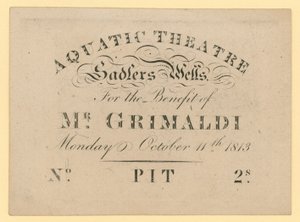 AQUATIC THEATRE
Sadlers Wells.
For the Benefit of
Mr. GRIMALDI
Monday October 11th 1813
No. PIT 2s.